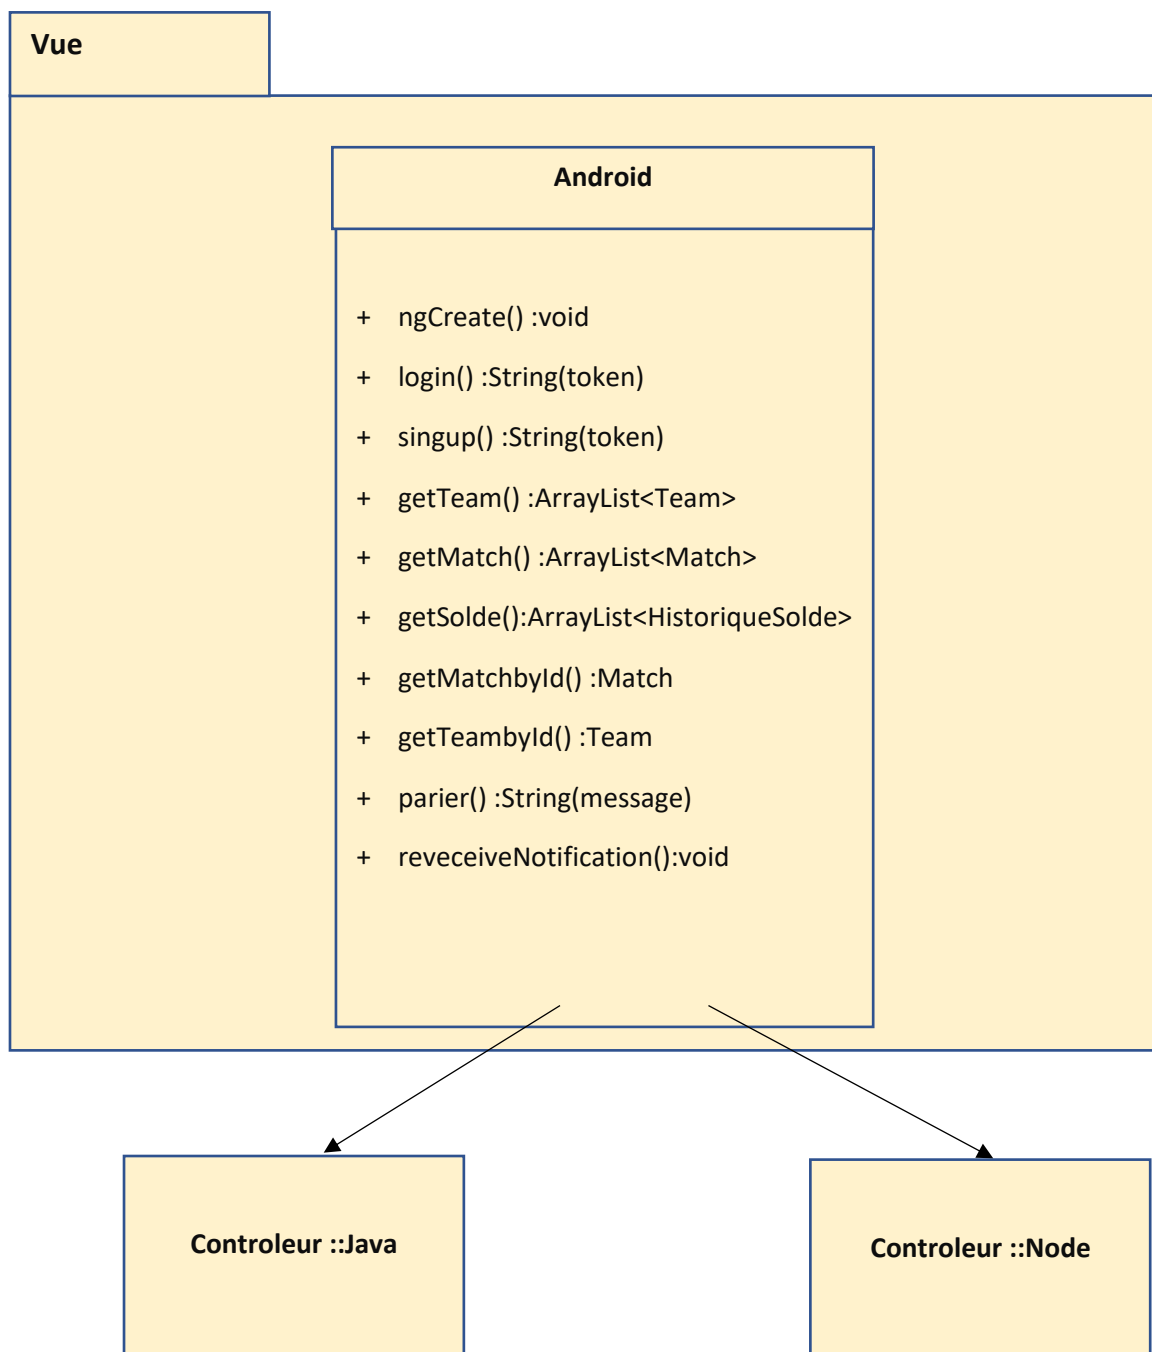 Vue
Android
+ ngCreate() :void
+ login() :String(token)
+ singup() :String(token)
+ getTeam() :ArrayList<Team>
+ getMatch() :ArrayList<Match>
+ getSolde():ArrayList<HistoriqueSolde>
+ getMatchbyId() :Match
+ getTeambyId() :Team
+ parier() :String(message)
+ reveceiveNotification():void
Controleur ::Java
Controleur ::Node